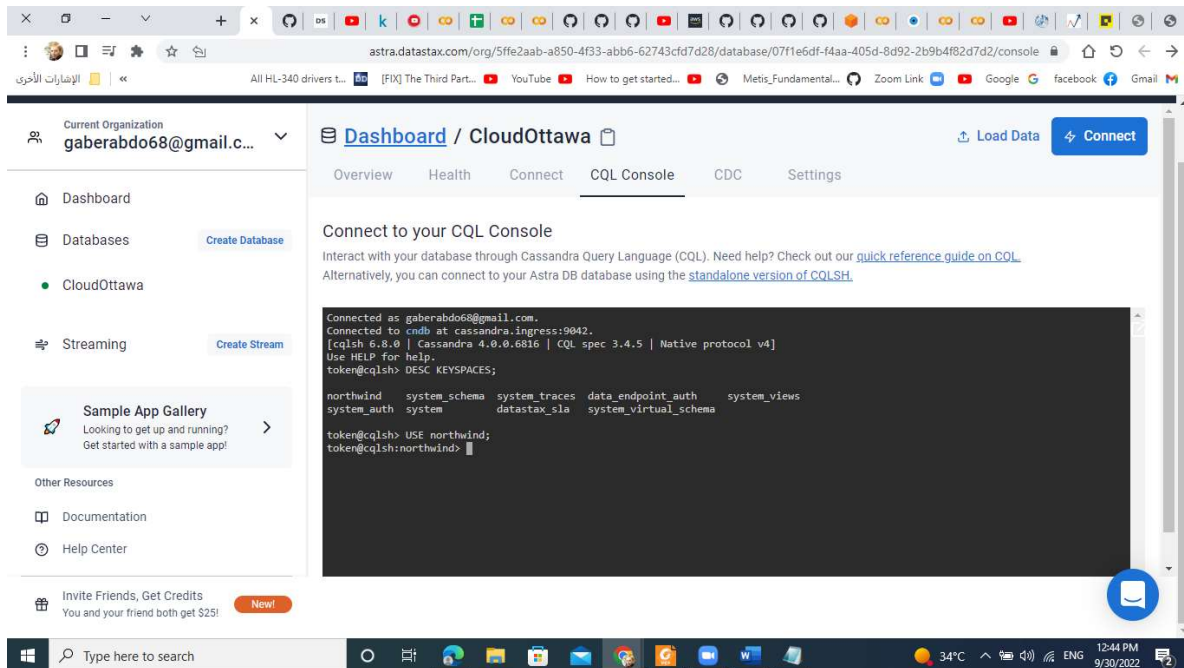 astra.datastax.com/org/5ffe2aab-a850-4f33-abb6-62743cfd7d28/database/07f1e6df-f4aa-405d-8d92-2b9b4f82d7d2/console
الإشارات الأخرى
»
All HL-340 drivers t...
[FIX] The Third Part...
YouTube
How to get started...
Metis_Fundamental...
Zoom Link
Google
facebook
Gmail
Current Organization
gaberabdo68@gmail.c...
Dashboard
Databases
Create Database
CloudOttawa
Streaming
Create Stream
Sample App Gallery
Looking to get up and running?
Get started with a sample app!
Other Resources
Documentation
Help Center
Invite Friends, Get Credits
You and your friend both get $25!
New!
Dashboard / CloudOttawa
Load Data
Connect
Overview
Health
Connect
CQL Console
CDC
Settings
Connect to your CQL Console
Interact with your database through Cassandra Query Language (CQL). Need help? Check out our quick reference guide on CQL.
Alternatively, you can connect to your Astra DB database using the standalone version of CQLSH.
Connected as gaberabdo68@gmail.com.
Connected to cndb at cassandra.ingress:9042.
[cqlsh 6.8.0 | Cassandra 4.0.0.6816 | CQL spec 3.4.5 | Native protocol v4]
Use HELP for help.
token@cqlsh> DESC KEYSPACES;
northwind system_schema system_traces data_endpoint_auth system_views
system_auth system datastax_sla system_virtual_schema
token@cqlsh> USE northwind;
token@cqlsh:northwind>
Type here to search
34°C
ENG
12:44 PM
9/30/2022